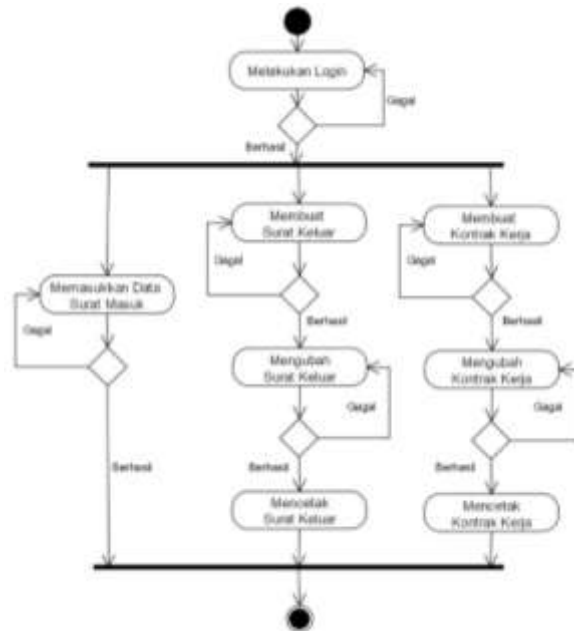 Melakukan Login
Gagal
Berhasil
Membuat
Surat Keluar
Membuat
Kontrak Kerja
Gagal
Gagal
Memasukkan Data
Surat Masuk
Gagal
Berhasil
Berhasil
Mengubah
Surat Keluar
Mengubah
Kontrak Kerja
Gagal
Gagal
Berhasil
Berhasil
Berhasil
Mencetak
Surat Keluar
Mencetak
Kontrak Kerja